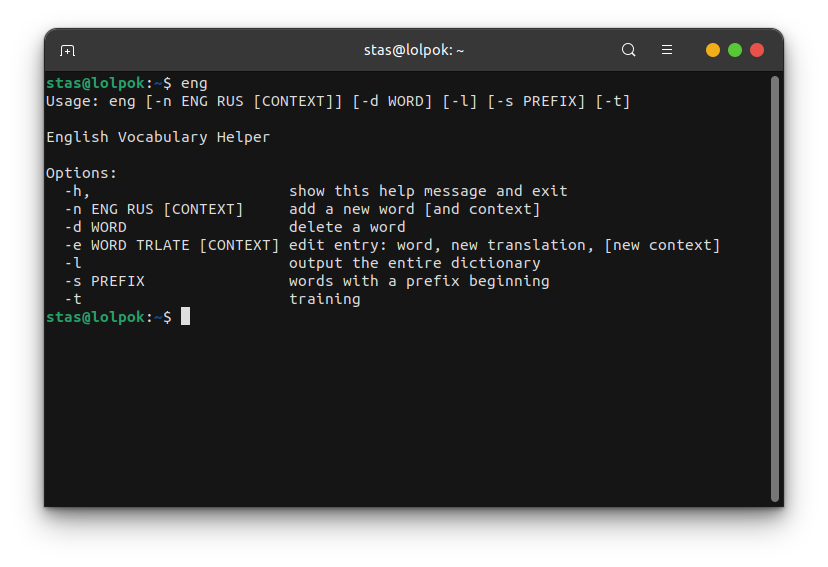 stas@lolpok: ~
stas@lolpok:~$ eng
Usage: eng [-n ENG RUS [CONTEXT]] [-d WORD] [-l] [-s PREFIX] [-t]
English Vocabulary Helper
Options:
  -h,                      show this help message and exit
  -n ENG RUS [CONTEXT]     add a new word [and context]
  -d WORD                  delete a word
  -e WORD TRLATE [CONTEXT] edit entry: word, new translation, [new context]
  -l                       output the entire dictionary
  -s PREFIX                words with a prefix beginning
  -t                       training
stas@lolpok:~$